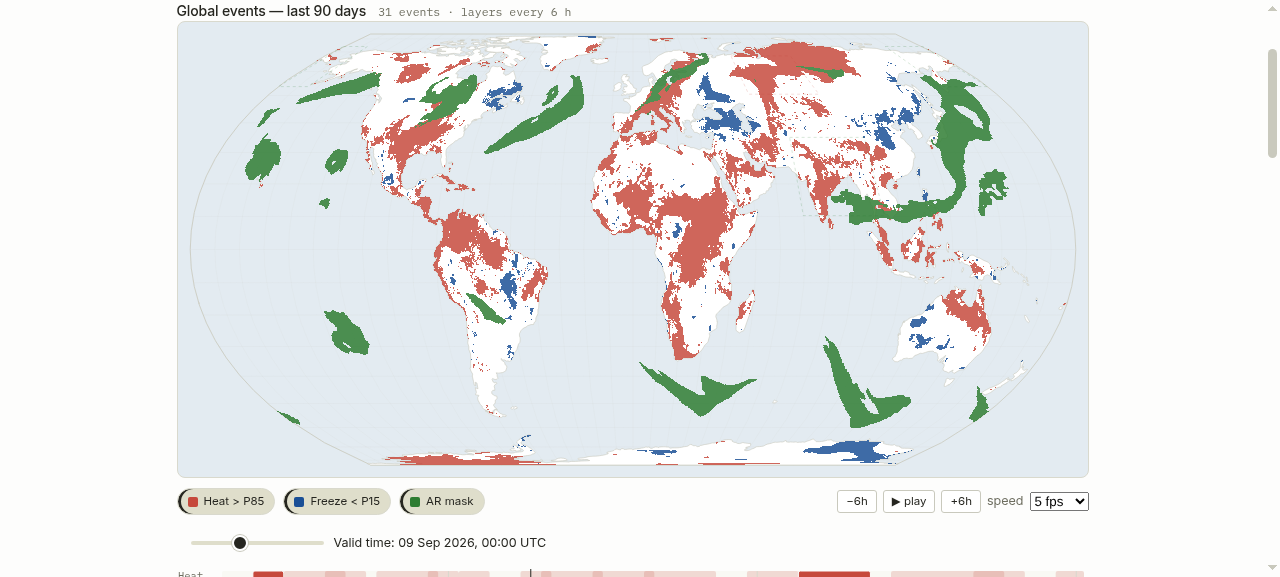 Global events — last 90 days 31 events · layers every 6 h
Heat > P85 Freeze < P15 AR mask −6h ▶ play +6h speed 5 fps
Valid time: 09 Sep 2026, 00:00 UTC
Heat